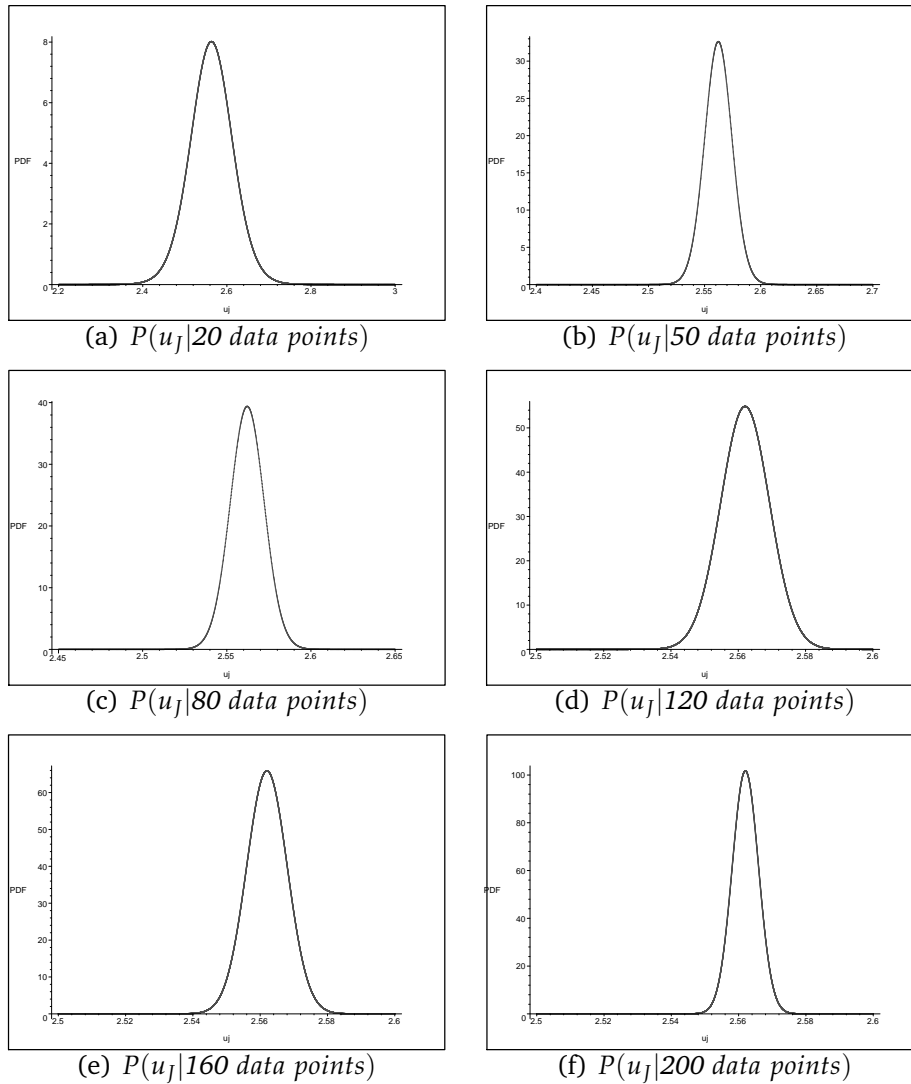 8
6
PDF
4
2
0
2.2 2.4 2.6 2.8 3
uj
(a) P(u_J|20 data points)
30
25
20
PDF
15
10
5
0
2.4 2.45 2.5 2.55 2.6 2.65 2.7
uj
(b) P(u_J|50 data points)
40
30
PDF
20
10
0
2.45 2.5 2.55 2.6 2.65
uj
(c) P(u_J|80 data points)
50
40
PDF
30
20
10
0
2.5 2.52 2.54 2.56 2.58 2.6
uj
(d) P(u_J|120 data points)
60
50
40
PDF
30
20
10
0
2.5 2.52 2.54 2.56 2.58 2.6
uj
(e) P(u_J|160 data points)
100
80
60
PDF
40
20
0
2.5 2.52 2.54 2.56 2.58 2.6
uj
(f) P(u_J|200 data points)